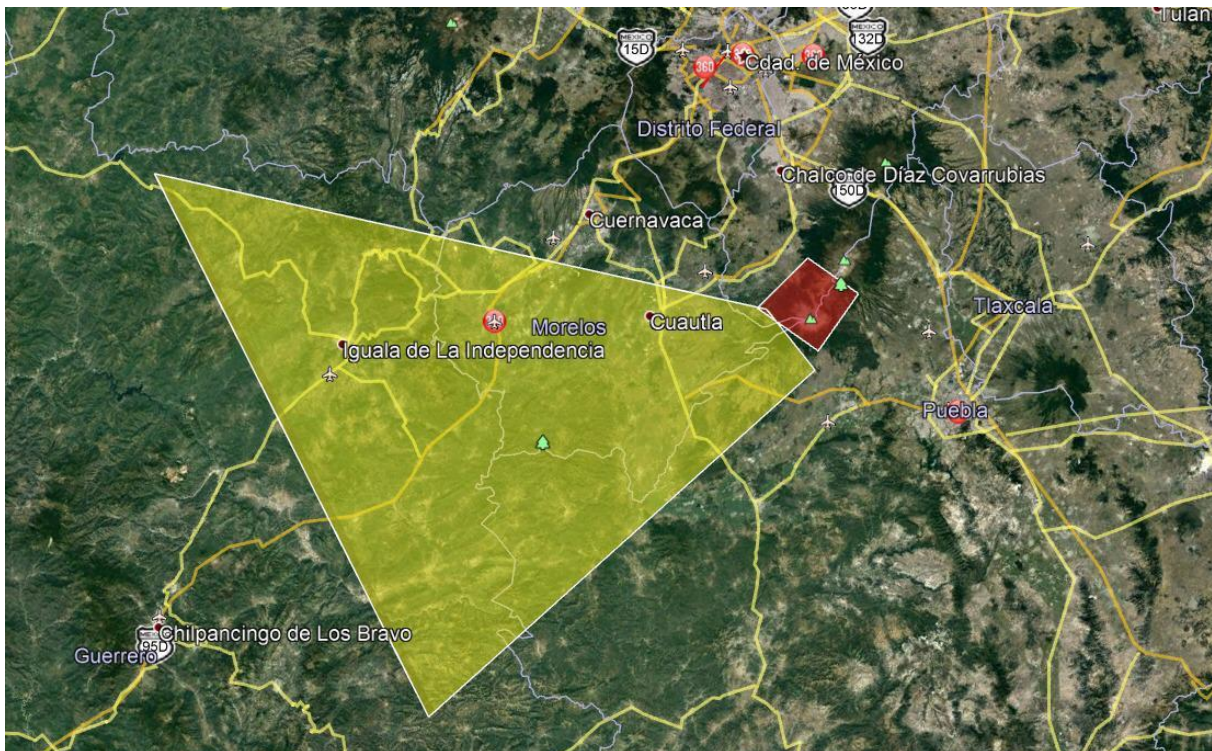 Tulan
MEXICO
15D
MEXICO
132D
360
Cdad. de México
Distrito Federal
Chalco de Díaz Covarrubias
150D
Cuernavaca
Tlaxcala
Morelos
Cuautla
Iguala de La Independencia
Puebla
Chilpancingo de Los Bravo
95D
Guerrero